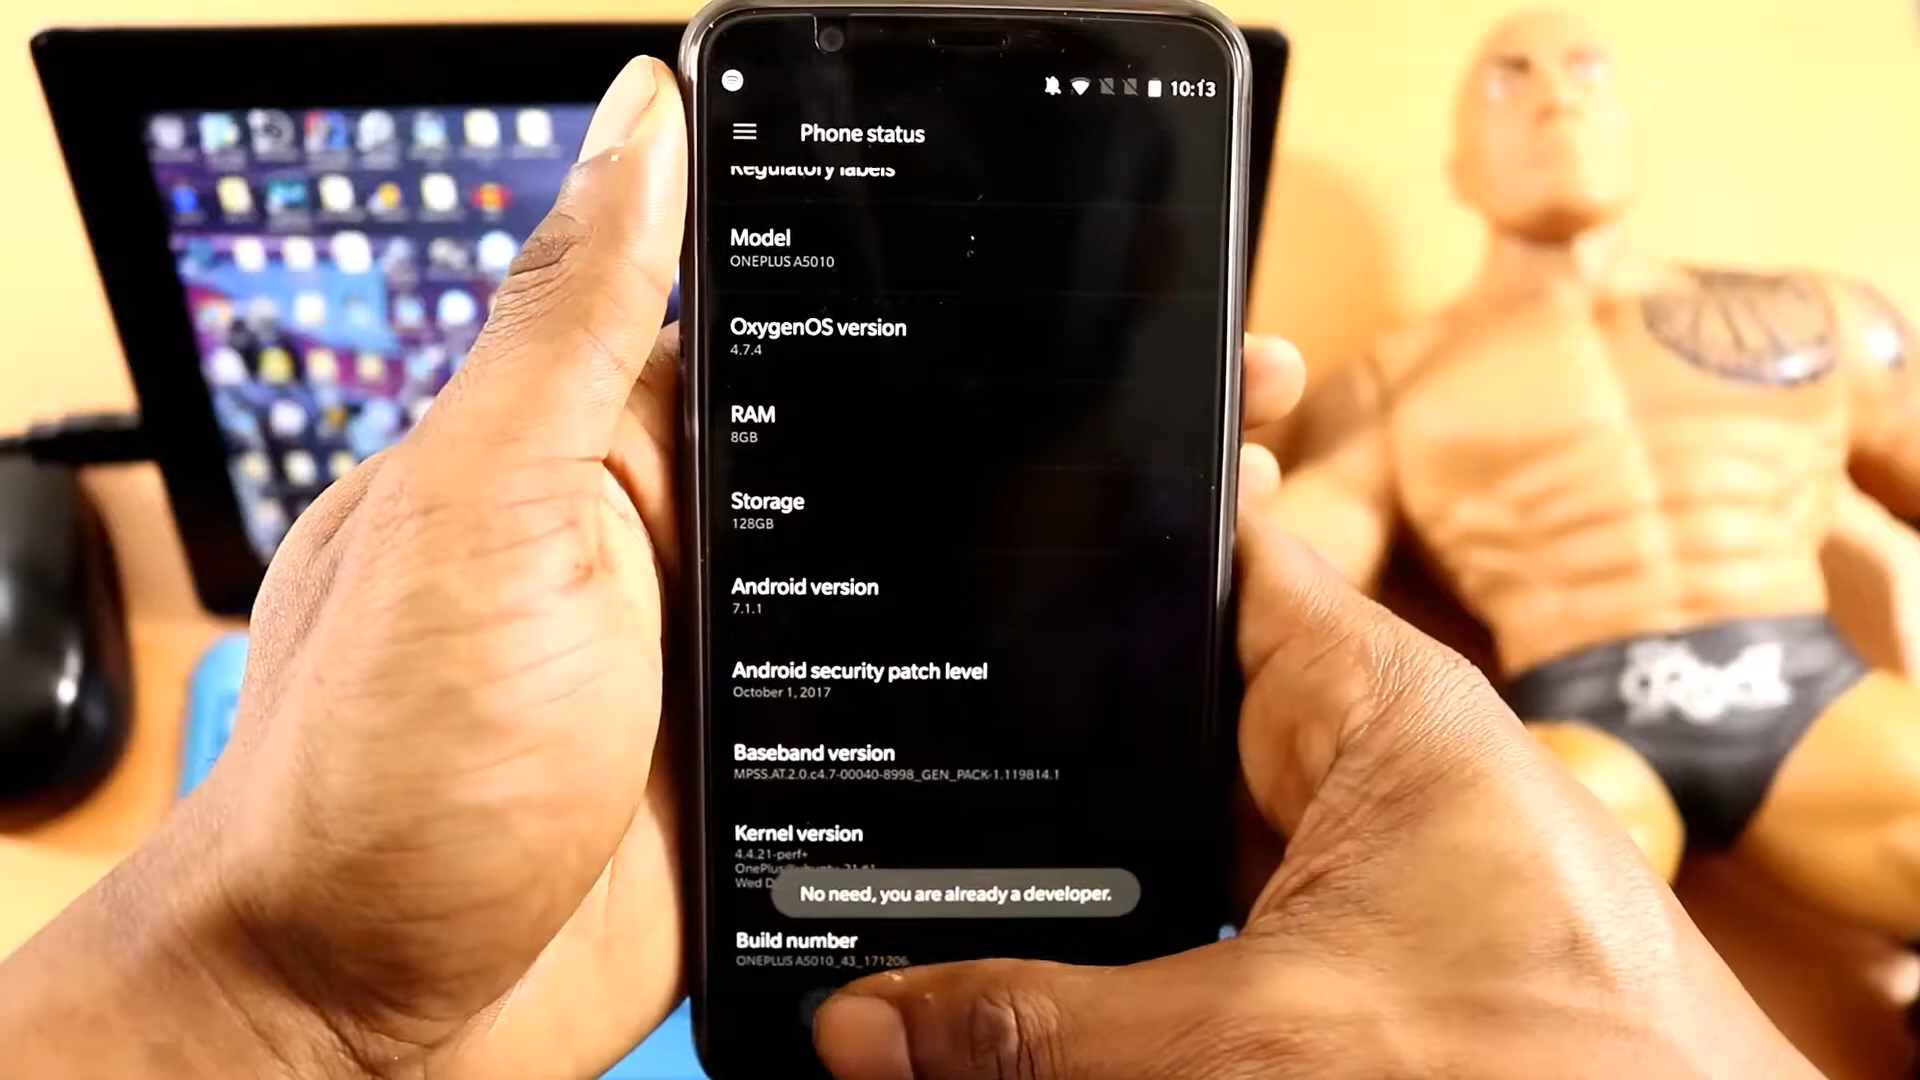 10:13
Phone status
Regulatory labels
Model
ONEPLUS A5010
OxygenOS version
4.7.4
RAM
8GB
Storage
128GB
Android version
7.1.1
Android security patch level
October 1, 2017
Baseband version
MPSS.AT.2.0.c4.7-00040-8998_GEN_PACK-1.119814.1
Kernel version
4.4.21-perf+
Wed
No need, you are already a developer.
Build number
ONEPLUS A5010_43_171206